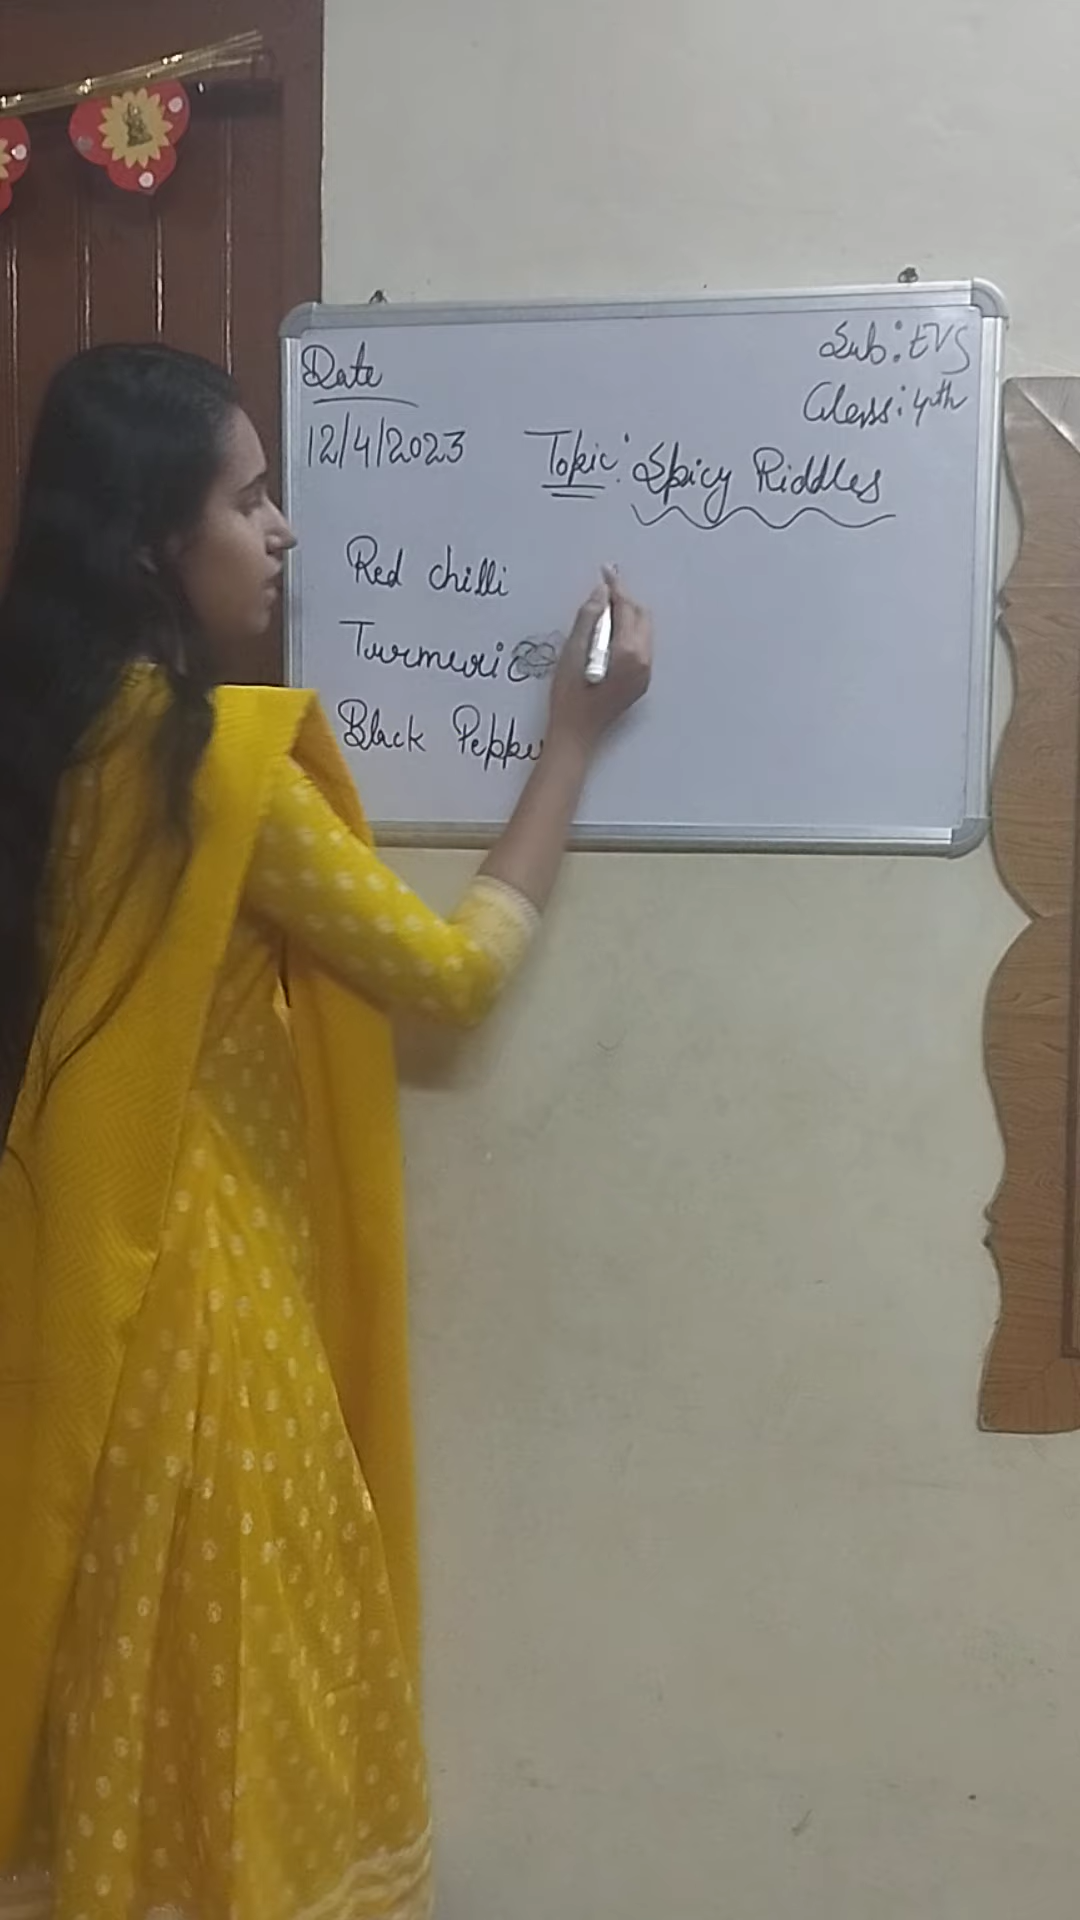 Date
12/4/2023
Sub: EVS
Class: 4th
Topic: Spicy Riddles
Red chilli
Turmeric
Black Pepper